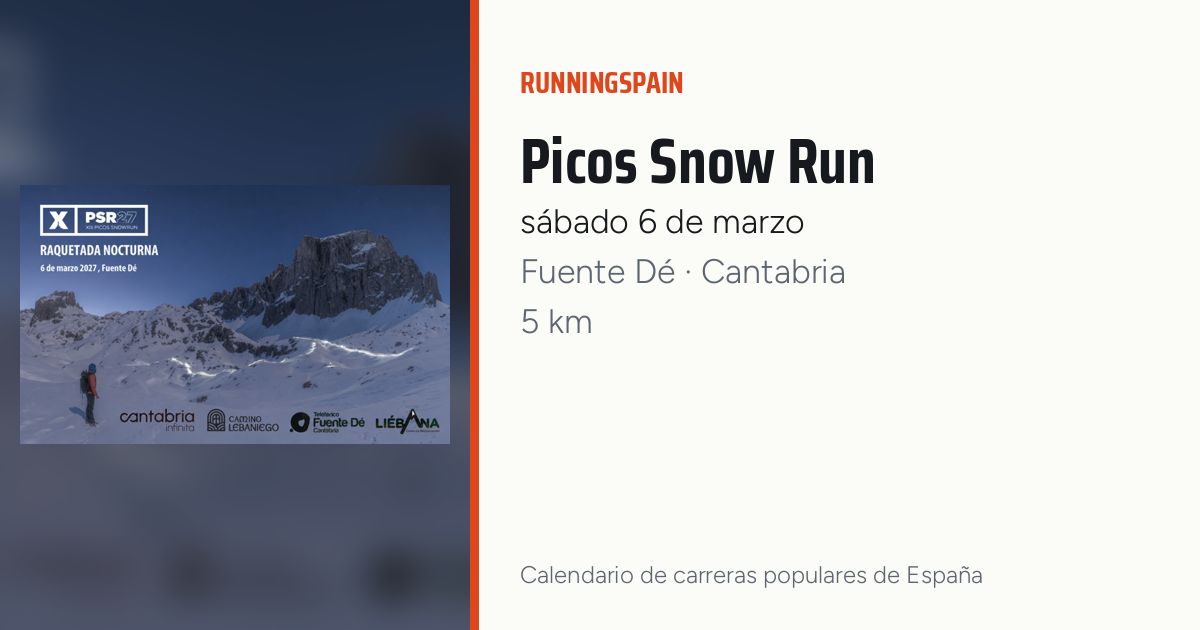 X PSR27
XIII PICOS SNOWRUN
RAQUETADA NOCTURNA
6 de marzo 2027, Fuente Dé
cantabria
infinita
CAMINO
LEBANIEGO
Teleférico
Fuente Dé
Cantabria
LIÉBANA
RUNNINGSPAIN
Picos Snow Run
sábado 6 de marzo
Fuente Dé · Cantabria
5 km
Calendario de carreras populares de España